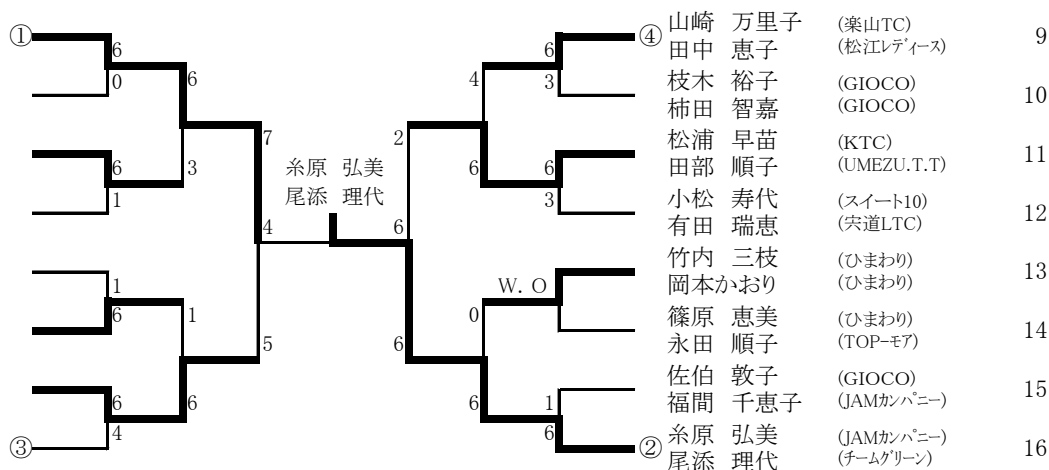 ① ④ 山崎 万里子 (楽山TC) 9
田中 恵子 (松江レディース)
6 6
0 6 4 3 枝木 裕子 (GIOCO) 10
柿田 智嘉 (GIOCO)
7 2 松浦 早苗 (KTC) 11
6 3 6 6 田部 順子 (UMEZU.T.T)
糸原 弘美
1 尾添 理代 3 小松 寿代 (スイート10) 12
4 6 有田 瑞恵 (宍道LTC)
竹内 三枝 (ひまわり) 13
1 W.O 岡本かおり (ひまわり)
6 1 0 篠原 恵美 (ひまわり) 14
5 6 永田 順子 (TOP-モア)
佐伯 敦子 (GIOCO) 15
6 6 6 1 福間 千恵子 (JAMカンパニー)
4 6
③ ② 糸原 弘美 (JAMカンパニー) 16
尾添 理代 (チームグリーン)